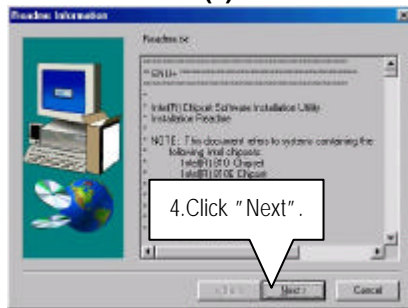 Readme Information
Readme.txt
* ENU+
* Intel(R) Chipset Software Installation Utility
* Installation Readme
* NOTE: This document refers to systems containing the
* following Intel chipsets:
* Intel(R) 810 Chipset
* Intel(R) 810E Chipset
4.Click "Next".
Next >
Cancel